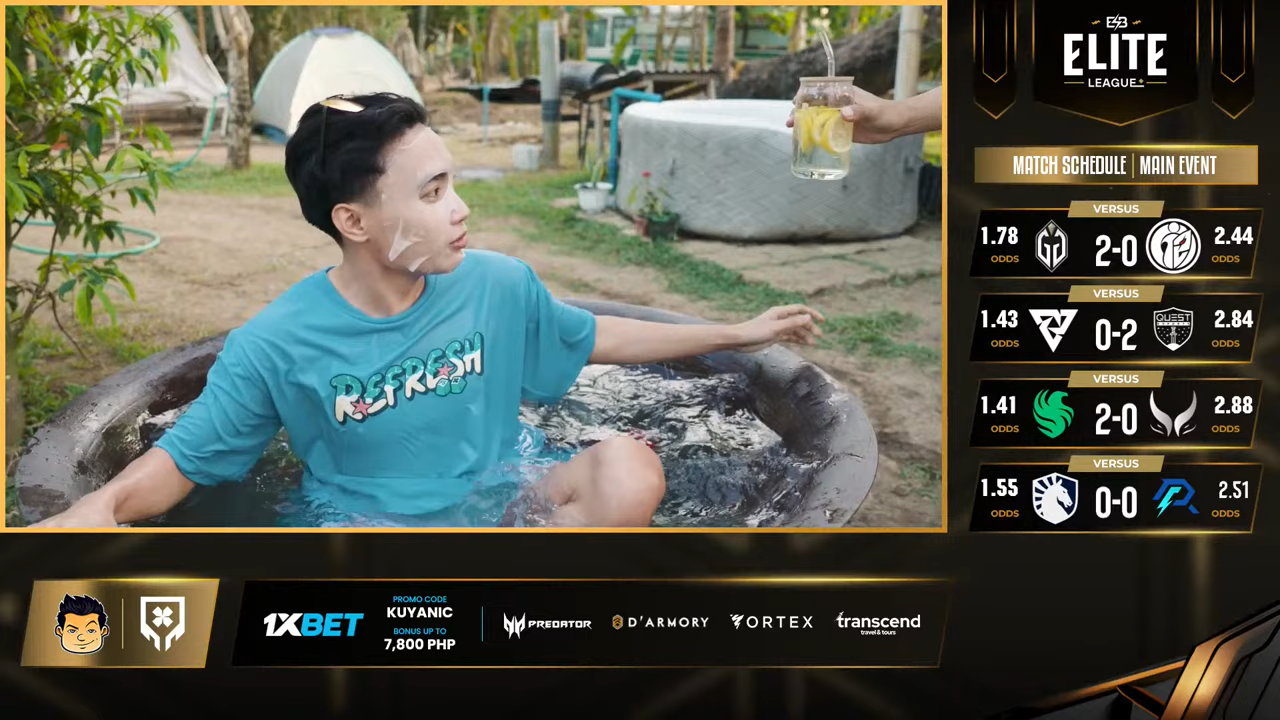 REFRESH
ESB
ELITE
LEAGUE
MATCH SCHEDULE | MAIN EVENT
VERSUS
1.78
ODDS
2-0
2.44
ODDS
VERSUS
1.43
ODDS
0-2
QUEST
2.84
ODDS
VERSUS
1.41
ODDS
2-0
2.88
ODDS
VERSUS
1.55
ODDS
0-0
2.51
ODDS
1XBET
PROMO CODE
KUYANIC
BONUS UP TO
7,800 PHP
PREDATOR
D'ARMORY
VORTEX
transcend
travel & tours